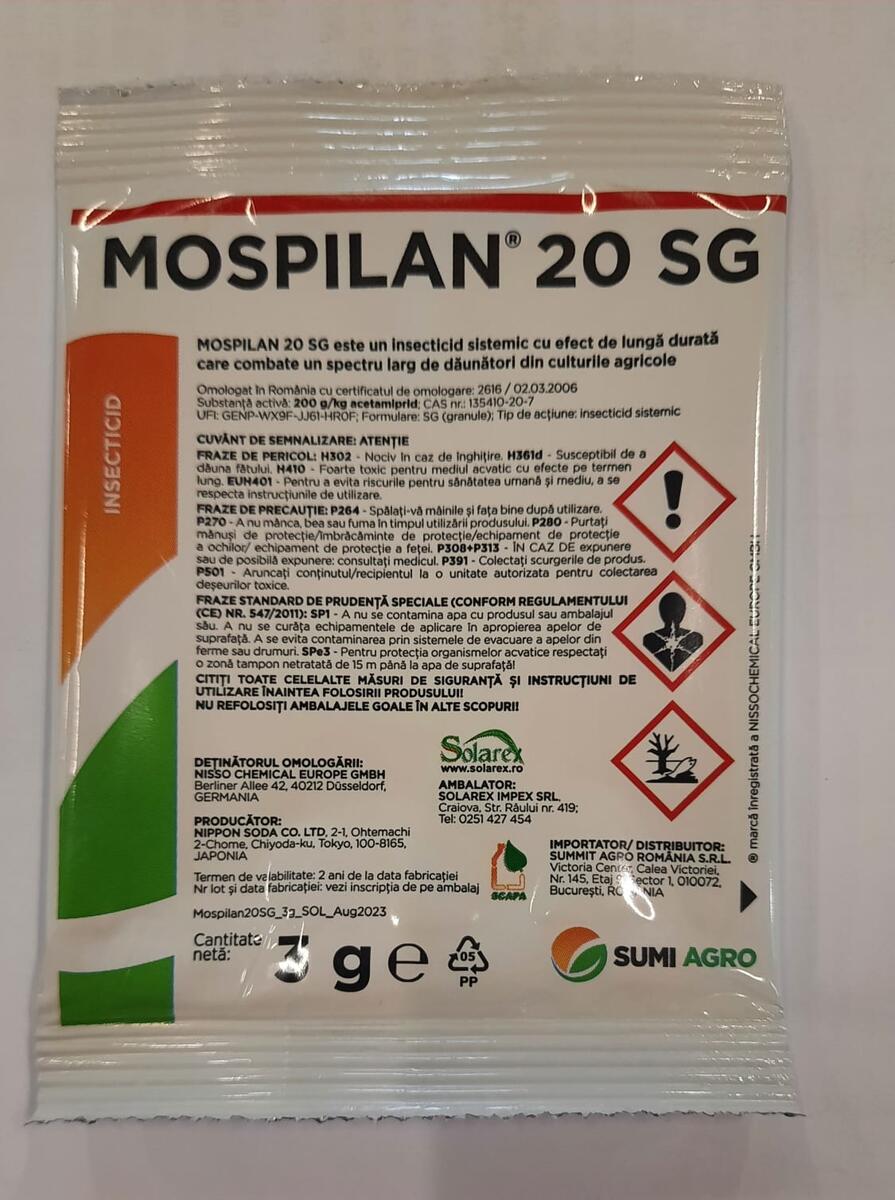 MOSPILAN® 20 SG
INSECTICID
MOSPILAN 20 SG este un insecticid sistemic cu efect de lungă durată
care combate un spectru larg de dăunători din culturile agricole
Omologat în România cu certificatul de omologare: 2616 / 02.03.2006
Substanță activă: 200 g/kg acetamiprid; CAS nr.: 135410-20-7
UFI: GENP-WX9F-JJ61-HR0F; Formulare: SG (granule); Tip de acțiune: insecticid sistemic
CUVÂNT DE SEMNALIZARE: ATENȚIE
FRAZE DE PERICOL: H302 - Nociv în caz de înghițire. H361d - Susceptibil de a
dăuna fătului. H410 - Foarte toxic pentru mediul acvatic cu efecte pe termen
lung. EUH401 - Pentru a evita riscurile pentru sănătatea umană și mediu, a se
respecta instrucțiunile de utilizare.
FRAZE DE PRECAUȚIE: P264 - Spălați-vă mâinile și fața bine după utilizare.
P270 - A nu mânca, bea sau fuma în timpul utilizării produsului. P280 - Purtați
mănuși de protecție/îmbrăcăminte de protecție/echipament de protecție
a ochilor/ echipament de protecție a feței. P308+P313 - ÎN CAZ DE expunere
sau de posibilă expunere: consultați medicul. P391 - Colectați scurgerile de produs.
P501 - Aruncați conținutul/recipientul la o unitate autorizata pentru colectarea
deșeurilor toxice.
FRAZE STANDARD DE PRUDENȚĂ SPECIALE (CONFORM REGULAMENTULUI
(CE) NR. 547/2011): SP1 - A nu se contamina apa cu produsul sau ambalajul
său. A nu se curăța echipamentele de aplicare în apropierea apelor de
suprafață. A se evita contaminarea prin sistemele de evacuare a apelor din
ferme sau drumuri. SPe3 - Pentru protecția organismelor acvatice respectați
o zonă tampon netratată de 15 m până la apa de suprafață!
CITIȚI TOATE CELELALTE MĂSURI DE SIGURANȚĂ ȘI INSTRUCȚIUNI DE
UTILIZARE ÎNAINTEA FOLOSIRII PRODUSULUI!
NU REFOLOSIȚI AMBALAJELE GOALE ÎN ALTE SCOPURI!
DEȚINĂTORUL OMOLOGĂRII:
NISSO CHEMICAL EUROPE GMBH
Berliner Allee 42, 40212 Düsseldorf,
GERMANIA
Solarex
www.solarex.ro
AMBALATOR:
SOLAREX IMPEX SRL,
Craiova, Str. Râului nr. 419;
Tel: 0251 427 454
PRODUCĂTOR:
NIPPON SODA CO. LTD, 2-1, Ohtemachi
2-Chome, Chiyoda-ku, Tokyo, 100-8165,
JAPONIA
Termen de valabilitate: 2 ani de la data fabricației
Nr lot și data fabricației: vezi inscripția de pe ambalaj
SCAPA
IMPORTATOR/ DISTRIBUITOR:
SUMMIT AGRO ROMÂNIA S.R.L.
Victoria Center, Calea Victoriei,
Nr. 145, Etaj Sector 1, 010072,
București, ROMÂNIA
® marcă înregistrată a NISSOCHEMICAL EUROPE GMBH
Mospilan20SG_3g_SOL_Aug2023
Cantitate
netă:
3 g e
05
PP
SUMI AGRO